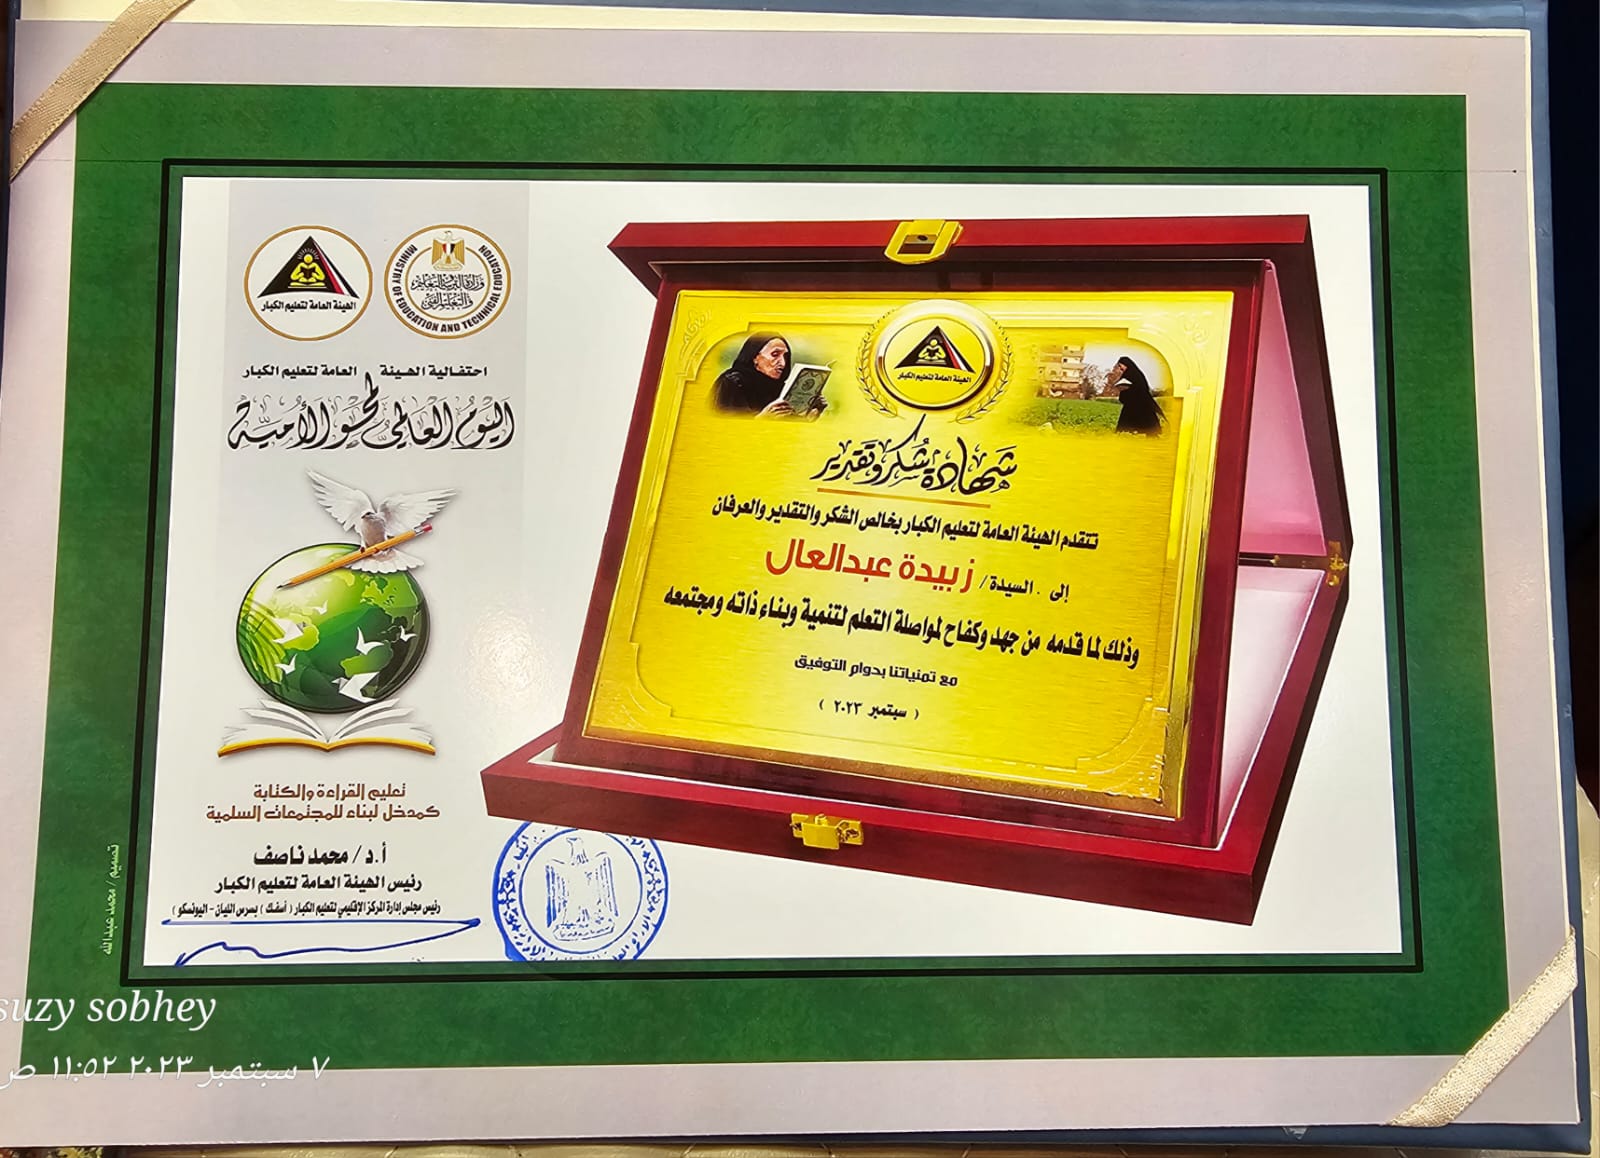 الهيئة العامة لتعليم الكبار
وزارة التربية والتعليم
والتعليم الفني
MINISTRY OF EDUCATION AND TECHNICAL EDUCATION
احتفالية الهيئة العامة لتعليم الكبار
اليوم العالمي لمحو الأمية
تعليم القراءة والكتابة
كمدخل لبناء للمجتمعات السلمية
أ.د / محمد ناصف
رئيس الهيئة العامة لتعليم الكبار
رئيس مجلس إدارة المركز الإقليمي لتعليم الكبار ( أسفك ) بسرس الليان - اليونسكو )
الهيئة العامة لتعليم الكبار
شهادة شكر وتقدير
تتقدم الهيئة العامة لتعليم الكبار بخالص الشكر والتقدير والعرفان
إلى . السيدة / زبيدة عبدالعال
وذلك لما قدمه من جهد وكفاح لمواصلة التعلم لتنمية وبناء ذاته ومجتمعه
مع تمنياتنا بدوام التوفيق
( سبتمبر ٢٠٢٣ )
تصميم / محمد عبدالله
suzy sobhey
٧ سبتمبر ٢٠٢٣ ١١:٥٢ ص